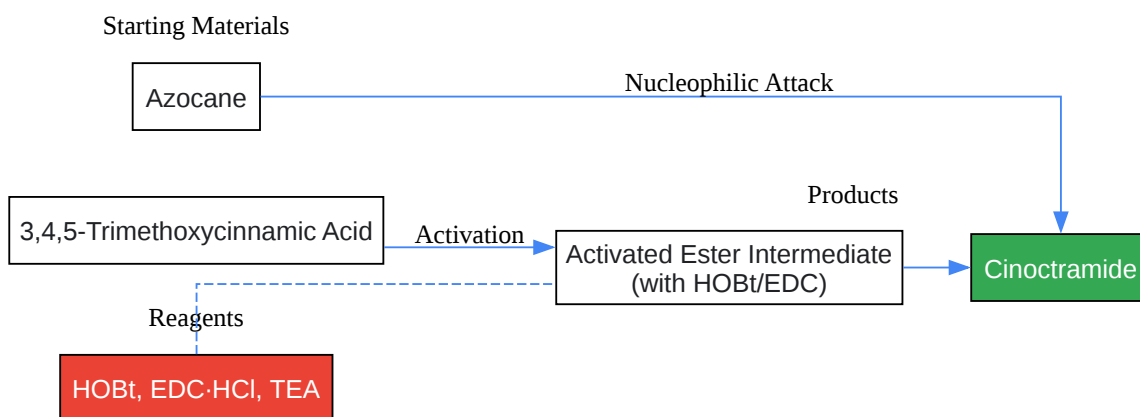 Starting Materials
Azocane
Nucleophilic Attack
Products
3,4,5-Trimethoxycinnamic Acid
Activation
Activated Ester Intermediate
(with HOBt/EDC)
Cinoctramide
Reagents
HOBt, EDC·HCl, TEA